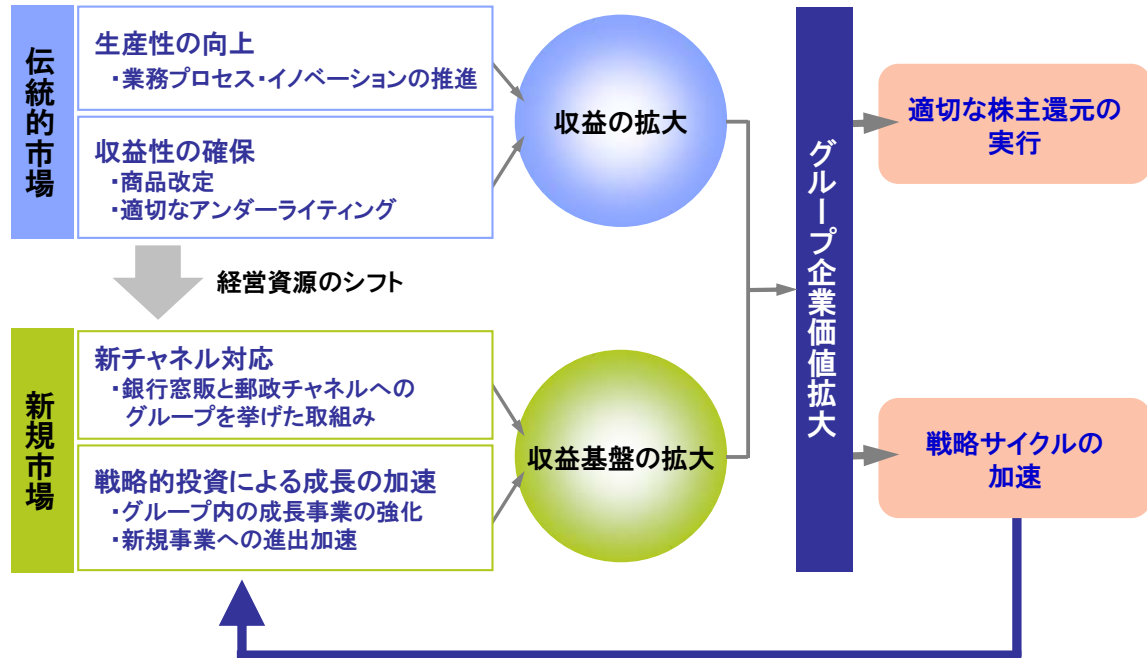 伝統的市場
生産性の向上
・業務プロセス・イノベーションの推進
収益性の確保
・商品改定
・適切なアンダーライティング
収益の拡大
経営資源のシフト
新規市場
新チャネル対応
・銀行窓販と郵政チャネルへの
グループを挙げた取組み
戦略的投資による成長の加速
・グループ内の成長事業の強化
・新規事業への進出加速
収益基盤の拡大
グループ企業価値拡大
適切な株主還元の
実行
戦略サイクルの
加速